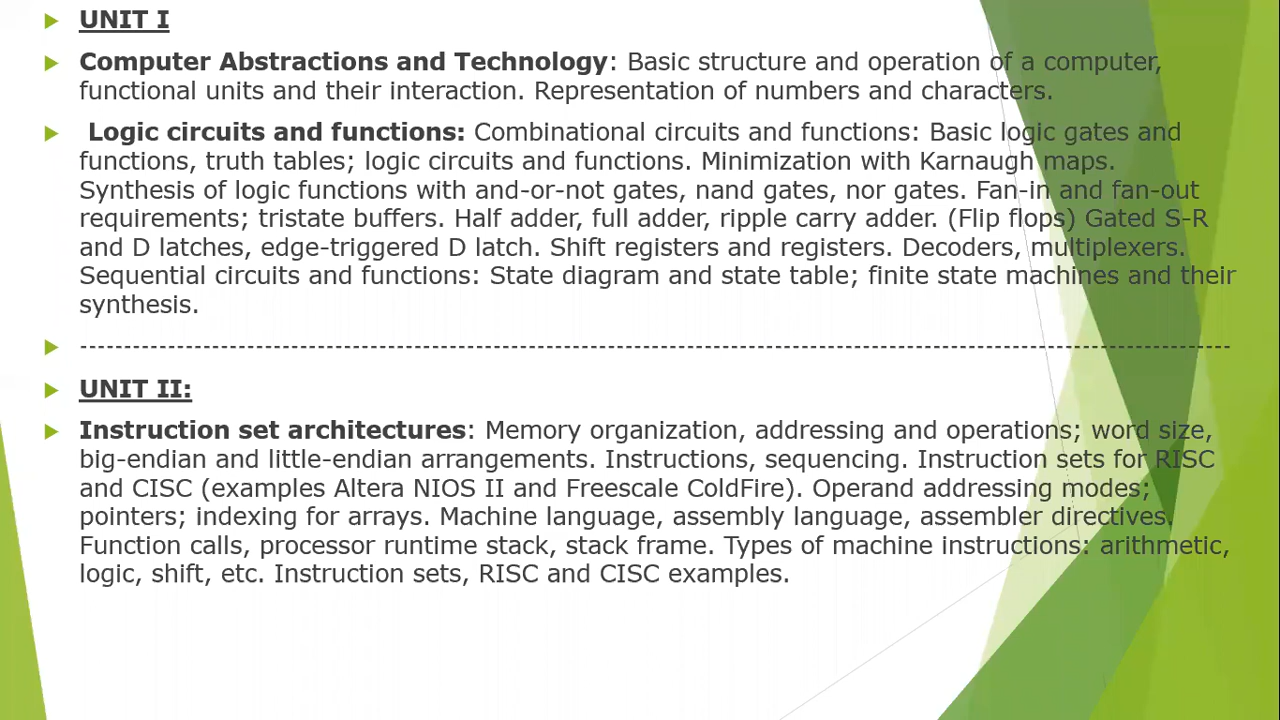 UNIT I
Computer Abstractions and Technology: Basic structure and operation of a computer,
functional units and their interaction. Representation of numbers and characters.
Logic circuits and functions: Combinational circuits and functions: Basic logic gates and
functions, truth tables; logic circuits and functions. Minimization with Karnaugh maps.
Synthesis of logic functions with and-or-not gates, nand gates, nor gates. Fan-in and fan-out
requirements; tristate buffers. Half adder, full adder, ripple carry adder. (Flip flops) Gated S-R
and D latches, edge-triggered D latch. Shift registers and registers. Decoders, multiplexers.
Sequential circuits and functions: State diagram and state table; finite state machines and their
synthesis.
---------------------------------------------------------------------------------------------------------
UNIT II:
Instruction set architectures: Memory organization, addressing and operations; word size,
big-endian and little-endian arrangements. Instructions, sequencing. Instruction sets for RISC
and CISC (examples Altera NIOS II and Freescale ColdFire). Operand addressing modes;
pointers; indexing for arrays. Machine language, assembly language, assembler directives.
Function calls, processor runtime stack, stack frame. Types of machine instructions: arithmetic,
logic, shift, etc. Instruction sets, RISC and CISC examples.